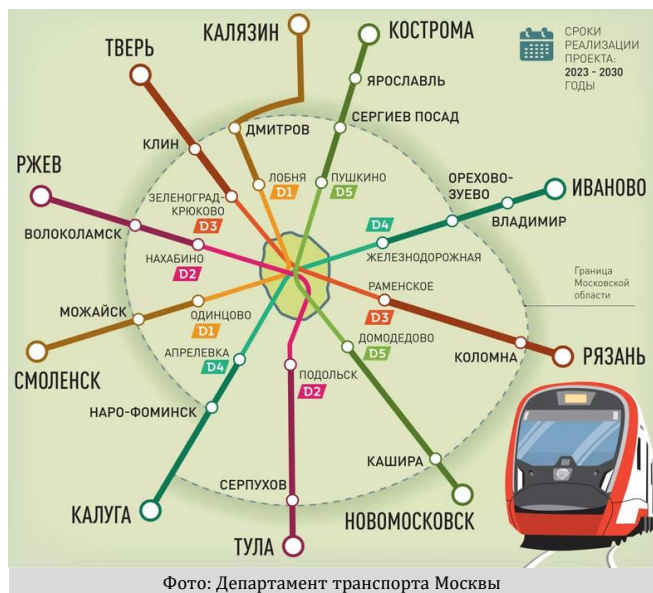 КАЛЯЗИН
КОСТРОМА
СРОКИ
РЕАЛИЗАЦИИ
ПРОЕКТА:
2023 - 2030
ГОДЫ
ТВЕРЬ
ЯРОСЛАВЛЬ
СЕРГИЕВ ПОСАД
ДМИТРОВ
КЛИН
РЖЕВ
ЛОБНЯ
D1
ПУШКИНО
D5
ОРЕХОВО-
ЗУЕВО
ИВАНОВО
ЗЕЛЕНОГРАД-
КРЮКОВО
D3
ВЛАДИМИР
D4
ВОЛОКОЛАМСК
НАХАБИНО
D2
ЖЕЛЕЗНОДОРОЖНАЯ
Граница
Московской
области
РАМЕНСКОЕ
D3
МОЖАЙСК
ОДИНЦОВО
D1
ДОМОДЕДОВО
D5
АПРЕЛЕВКА
D4
КОЛОМНА
РЯЗАНЬ
СМОЛЕНСК
ПОДОЛЬСК
D2
НАРО-ФОМИНСК
КАШИРА
СЕРПУХОВ
КАЛУГА
НОВОМОСКОВСК
ТУЛА
Фото: Департамент транспорта Москвы